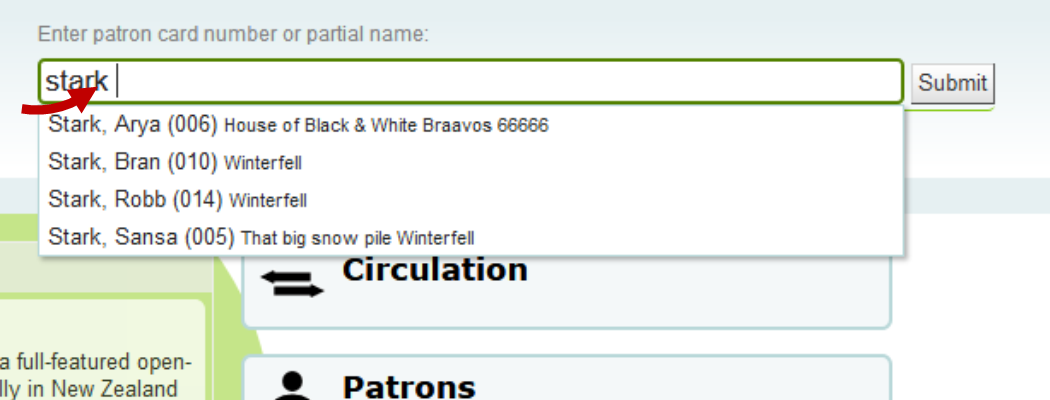 Enter patron card number or partial name:
stark
Submit
Stark, Arya (006) House of Black & White Braavos 66666
Stark, Bran (010) Winterfell
Stark, Robb (014) Winterfell
Stark, Sansa (005) That big snow pile Winterfell
Circulation
a full-featured open-
lly in New Zealand
Patrons